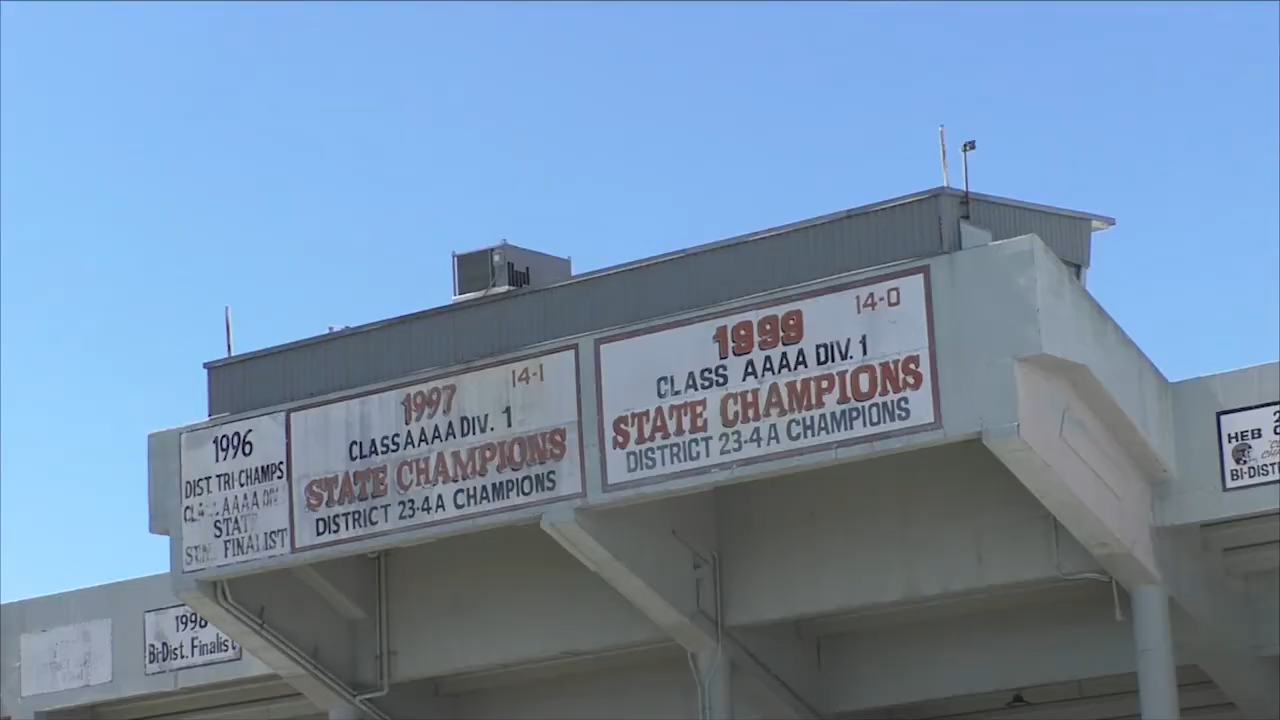 1996
DIST. TRI-CHAMPS
AAAA
STATE
FINALIST
1997
14-1
CLASS AAAA DIV. 1
STATE CHAMPIONS
DISTRICT 23-4A CHAMPIONS
1999
14-0
CLASS AAAA DIV. 1
STATE CHAMPIONS
DISTRICT 23-4A CHAMPIONS
1998
Bi-Dist. Finalist
HEB
BI-DIST